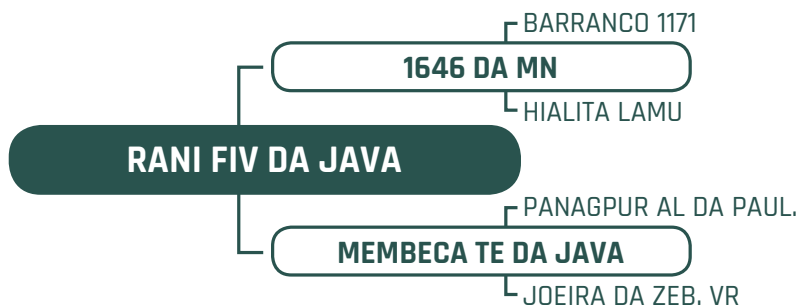 BARRANCO 1171
1646 DA MN
HIALITA LAMU
RANI FIV DA JAVA
PANAGPUR AL DA PAUL.
MEMBECA TE DA JAVA
JOEIRA DA ZEB. VR